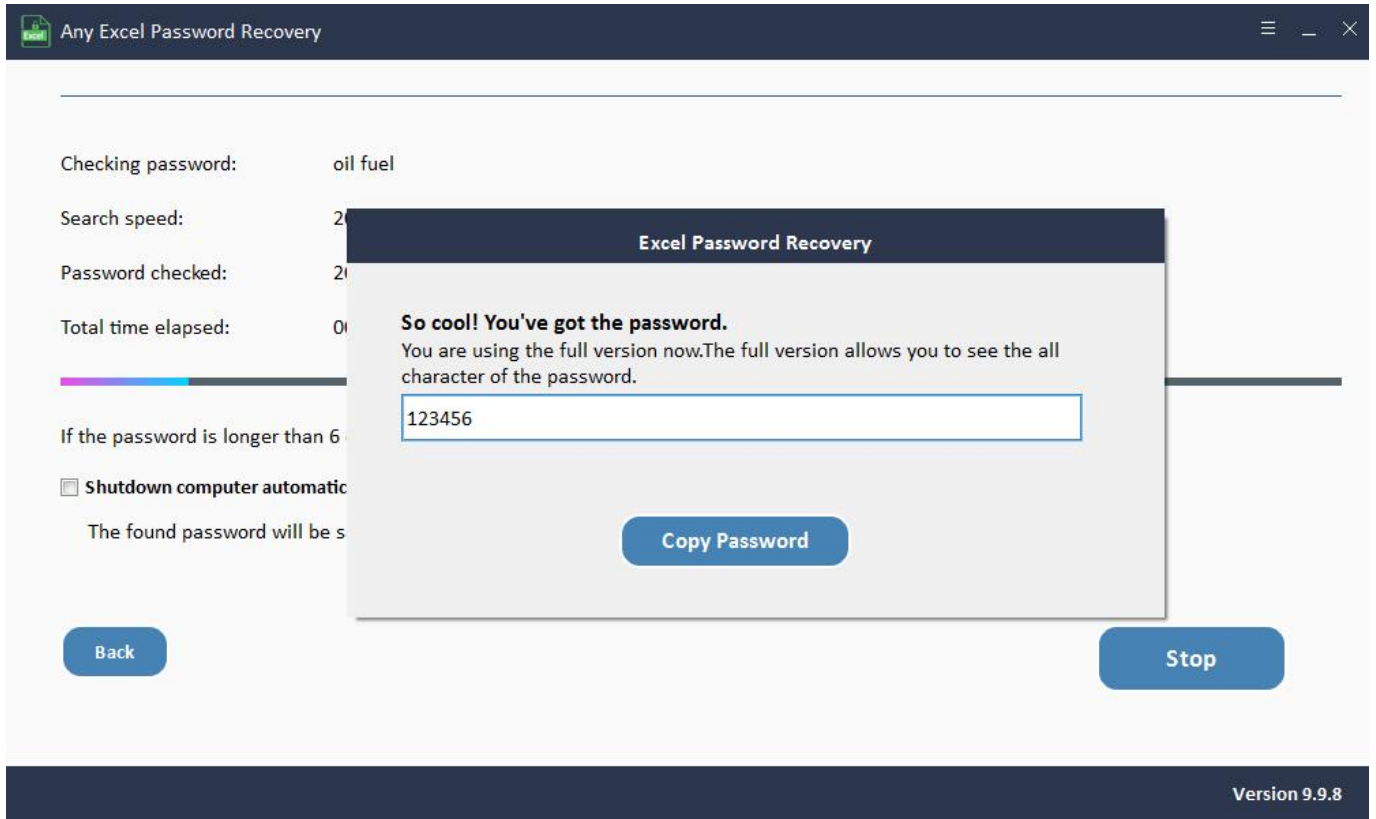 Excel
Any Excel Password Recovery
Checking password: oil fuel
Search speed:
Password checked:
Total time elapsed:
Excel Password Recovery
So cool! You've got the password.
You are using the full version now.The full version allows you to see the all
character of the password.
123456
Copy Password
If the password is longer than 6
Shutdown computer
The found password will be
Back
Stop
Version 9.9.8